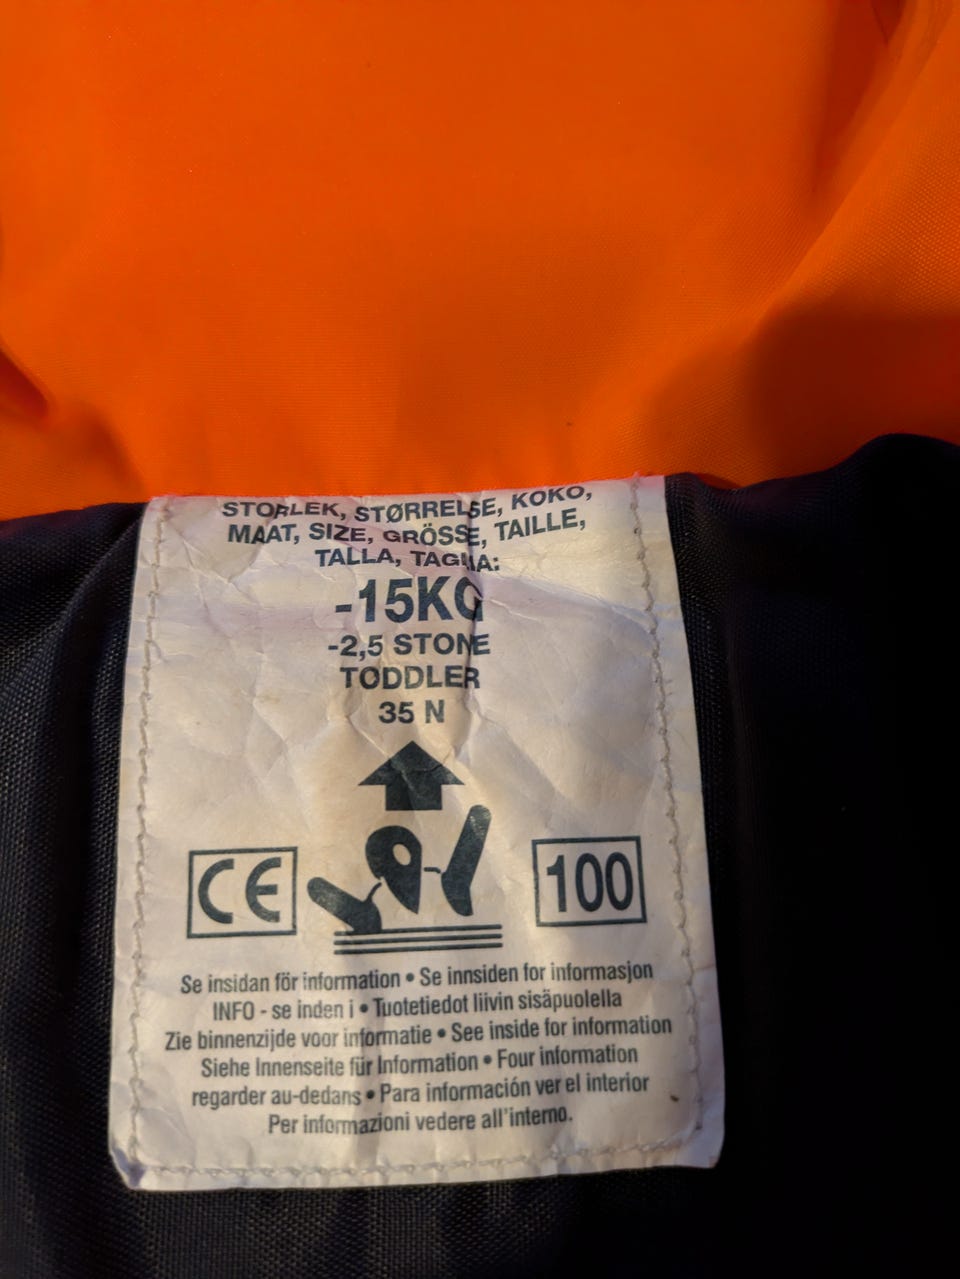 STORLEK, STØRRELSE, KOKO,
MAAT, SIZE, GRÖSSE, TAILLE,
TALLA, TAGLIA:
-15KG
-2,5 STONE
TODDLER
35 N
CE
100
Se insidan för information • Se innsiden for informasjon
INFO - se inden i • Tuotetiedot liivin sisäpuolella
Zie binnenzijde voor informatie • See inside for information
Siehe Innenseite für Information • Four information
regarder au-dedans • Para información ver el interior
Per informazioni vedere all'interno.